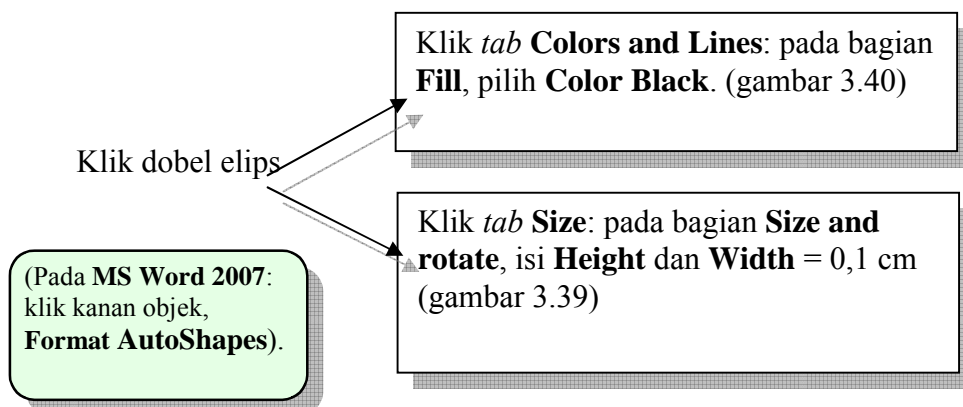 Klik tab Colors and Lines: pada bagian
Fill, pilih Color Black. (gambar 3.40)
Klik dobel elips
Klik tab Size: pada bagian Size and
rotate, isi Height dan Width = 0,1 cm
(gambar 3.39)
(Pada MS Word 2007:
klik kanan objek,
Format AutoShapes).